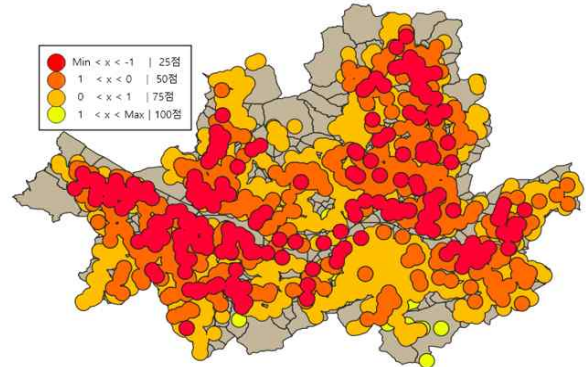 Min < x < -1 | 25점
1 < x < 0 | 50점
0 < x < 1 | 75점
1 < x < Max | 100점